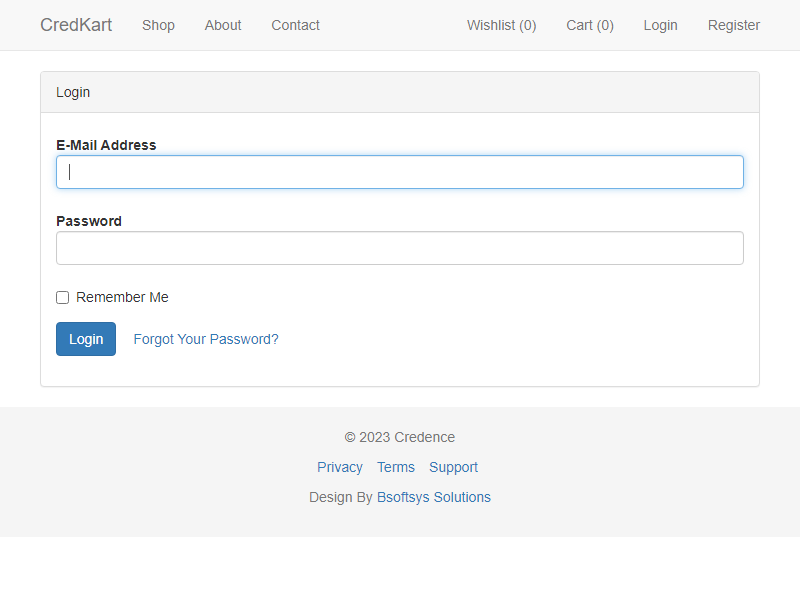 CredKart Shop About Contact Wishlist (0) Cart (0) Login Register
Login
E-Mail Address
Password
Remember Me
Login Forgot Your Password?
© 2023 Credence
Privacy Terms Support
Design By Bsoftsys Solutions